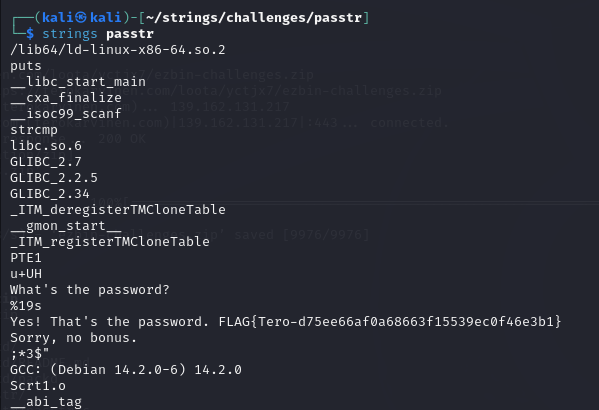 ┌──(kali㉿kali)-[~/strings/challenges/passtr]
└─$ strings passtr
/lib64/ld-linux-x86-64.so.2
puts
__libc_start_main
__cxa_finalize
__isoc99_scanf
strcmp
libc.so.6
GLIBC_2.7
GLIBC_2.2.5
GLIBC_2.34
_ITM_deregisterTMCloneTable
__gmon_start__
_ITM_registerTMCloneTable
PTE1
u+UH
What's the password?
%19s
Yes! That's the password. FLAG{Tero-d75ee66af0a68663f15539ec0f46e3b1}
Sorry, no bonus.
;*3$"
GCC: (Debian 14.2.0-6) 14.2.0
Scrt1.o
__abi_tag